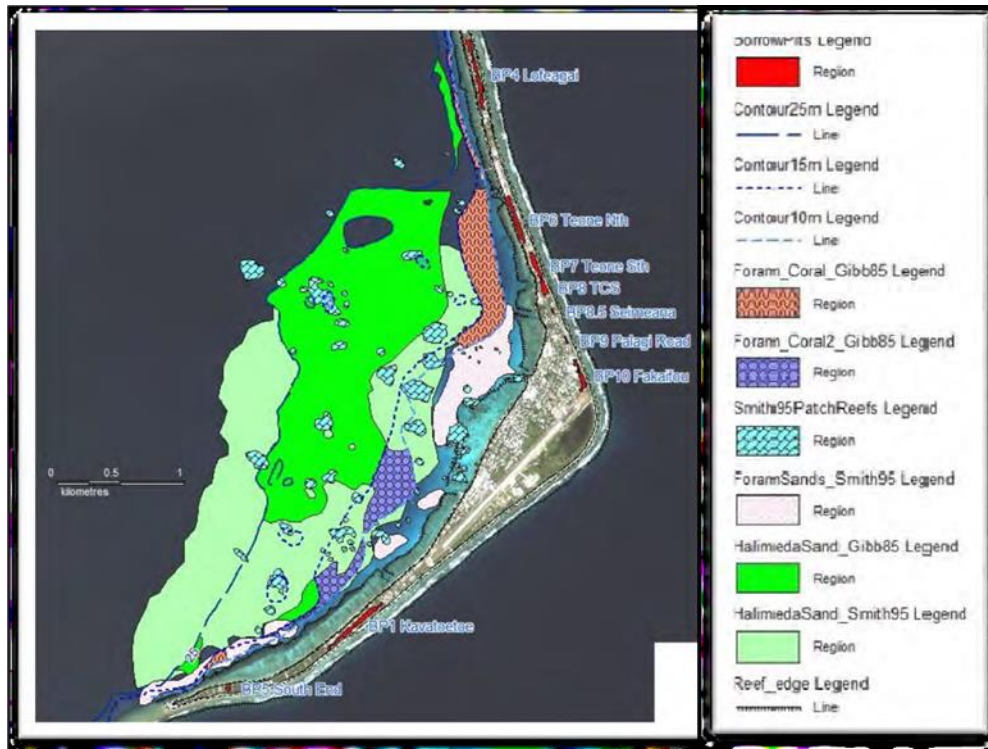 BP4 Lofeagai
BP6 Teone Nth
BP7 Teone Sth
BP8 TCS
BP8.5 Seimeana
BP9 Palagi Road
BP10 Fakaifou
0 0.5 1
kilometres
BP1 Kavatoetoe
25
BP5 South End
BorrowPits Legend
Region
Contour25m Legend
Line
Contour15m Legend
Line
Contour10m Legend
Line
Foram_Coral_Gibb85 Legend
Region
Foram_Coral2_Gibb85 Legend
Region
Smith95PatchReefs Legend
Region
ForamSands_Smith95 Legend
Region
HalimedaSand_Gibb85 Legend
Region
HalimedaSand_Smith95 Legend
Region
Reef_edge Legend
Line